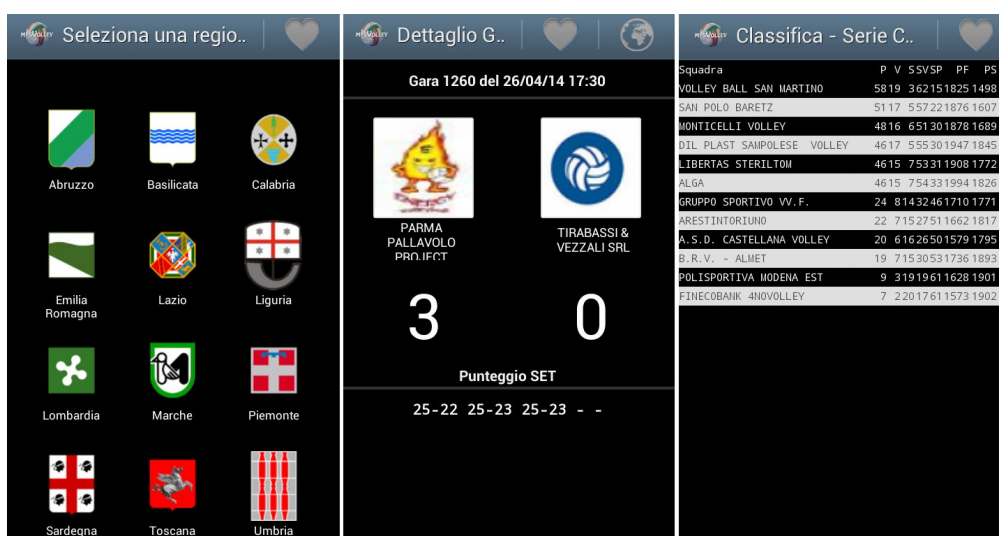 MPSVolley Seleziona una regio..
Abruzzo Basilicata Calabria
Emilia
Romagna
Lazio
Liguria
Lombardia Marche Piemonte
Sardegna Toscana Umbria
MPSVolley Dettaglio G..
Gara 1260 del 26/04/14 17:30
PARMA
PALLAVOLO
PROJECT
TIRABASSI &
VEZZALI SRL
3 0
Punteggio SET
25-22 25-23 25-23 - -
MPSVolley Classifica - Serie C..
Squadra P V SSVSP PF PS
VOLLEY BALL SAN MARTINO 5819 362151825 1498
SAN POLO BARETZ 5117 557221876 1607
MONTICELLI VOLLEY 4816 651301878 1689
DIL PLAST SAMPOLESE VOLLEY 4617 555301947 1845
LIBERTAS STERILTOM 4615 753311908 1772
ALGA 4615 754331994 1826
GRUPPO SPORTIVO VV.F. 24 814324617101771
ARESTINTORIUNO 22 715275116621817
A.S.D. CASTELLANA VOLLEY 20 616265015791795
B.R.V. - ALMET 19 71530531736 1893
POLISPORTIVA MODENA EST 9 319196116281901
FINECOBANK 4NOVOLLEY 7 220176115731902